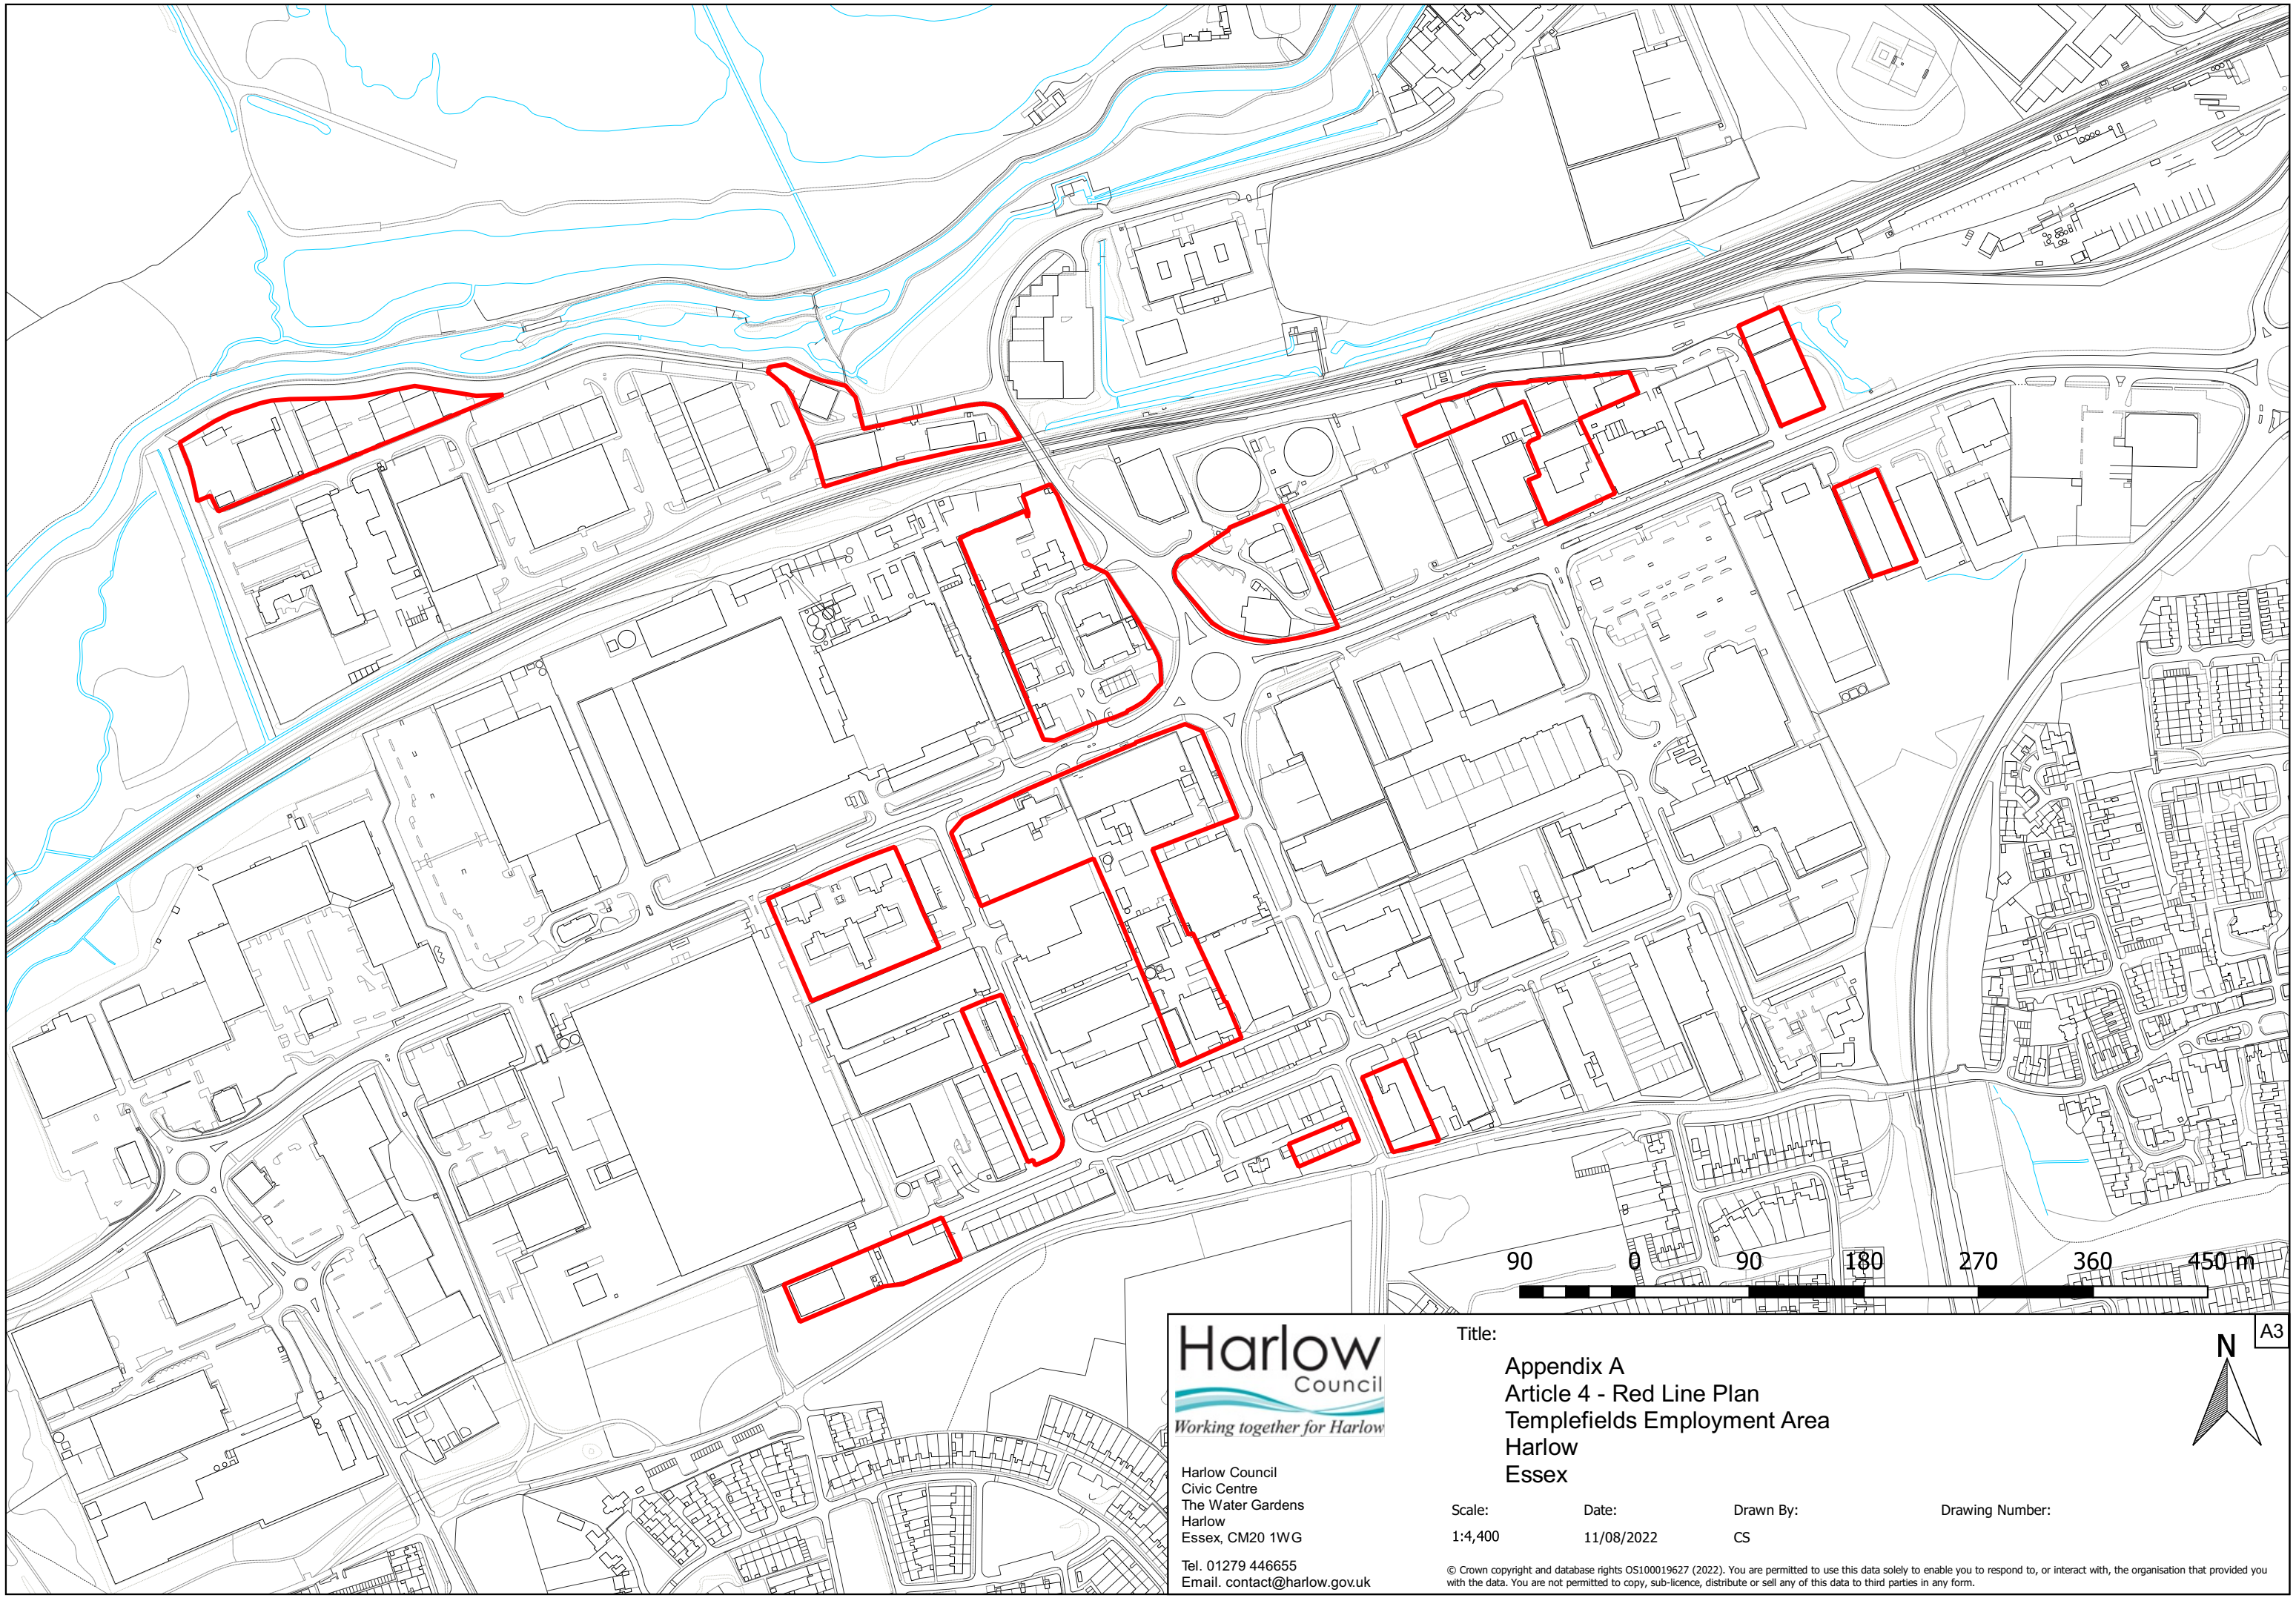 90 0 90 180 270 360 450 m
Harlow
Council
Working together for Harlow
Harlow Council
Civic Centre
The Water Gardens
Harlow
Essex, CM20 1WG
Tel. 01279 446655
Email. contact@harlow.gov.uk
Title:
Appendix A
Article 4 - Red Line Plan
Templefields Employment Area
Harlow
Essex
Scale:
1:4,400
Date:
11/08/2022
Drawn By:
CS
Drawing Number:
N
A3
© Crown copyright and database rights OS100019627 (2022). You are permitted to use this data solely to enable you to respond to, or interact with, the organisation that provided you
with the data. You are not permitted to copy, sub-licence, distribute or sell any of this data to third parties in any form.